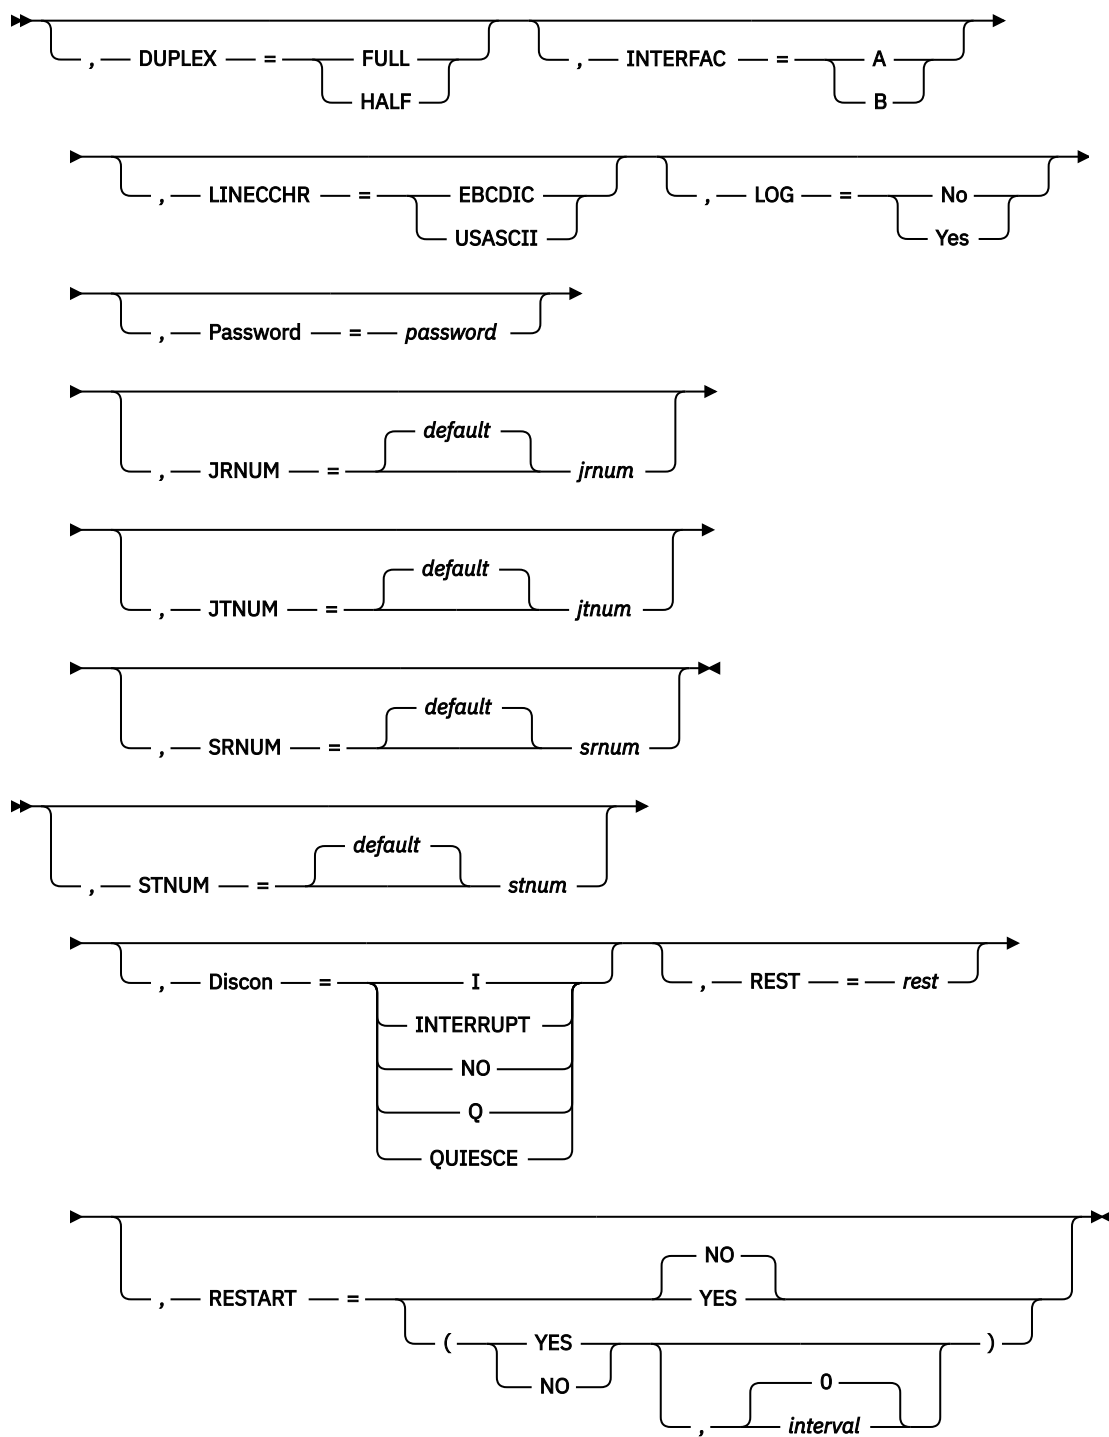 , DUPLEX = FULL , INTERFAC = A
HALF B
, LINECCHR = EBCDIC , LOG = No
USASCII Yes
, Password = password
default
, JRNUM = jrnum
default
, JTNUM = jtnum
default
, SRNUM = srnum
default
, STNUM = stnum
, Discon = I , REST = rest
INTERRUPT
NO
Q
QUIESCE
NO
, RESTART = YES
( YES )
NO
0
, interval